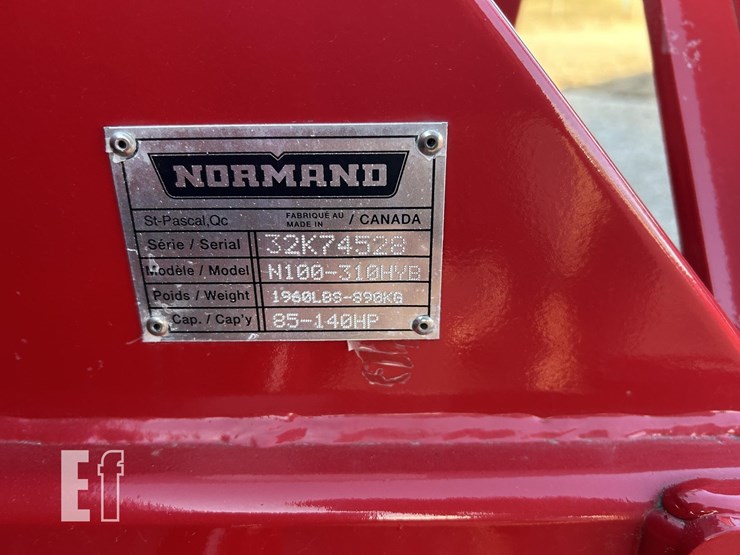 NORMAND
St-Pascal,Qc FABRIQUÉ AU MADE IN / CANADA
Série / Serial 32K74528
Modèle / Model N100-310HYB
Poids / Weight 1960LBS-890KG
Cap. / Cap'y 85-140HP
Ef